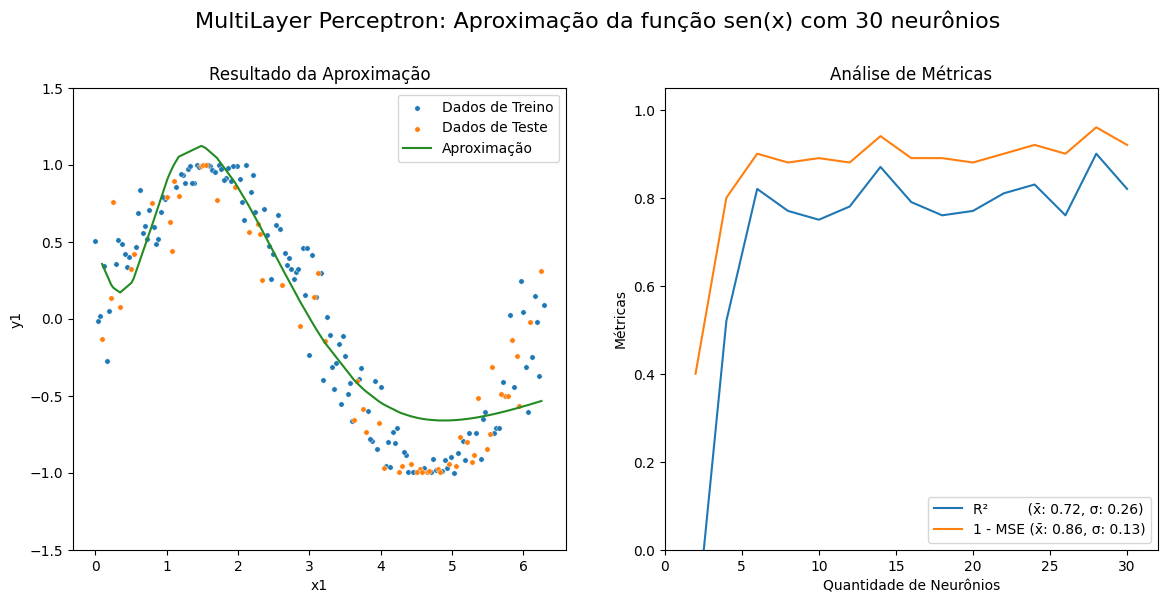 MultiLayer Perceptron: Aproximação da função sen(x) com 30 neurônios
Resultado da Aproximação
Dados de Treino
Dados de Teste
Aproximação
1.5
1.0
0.5
0.0
−0.5
−1.0
−1.5
y1
0 1 2 3 4 5 6
x1
Análise de Métricas
1.0
0.8
0.6
0.4
0.2
0.0
Métricas
R² (x̄: 0.72, σ: 0.26)
1 - MSE (x̄: 0.86, σ: 0.13)
0 5 10 15 20 25 30
Quantidade de Neurônios